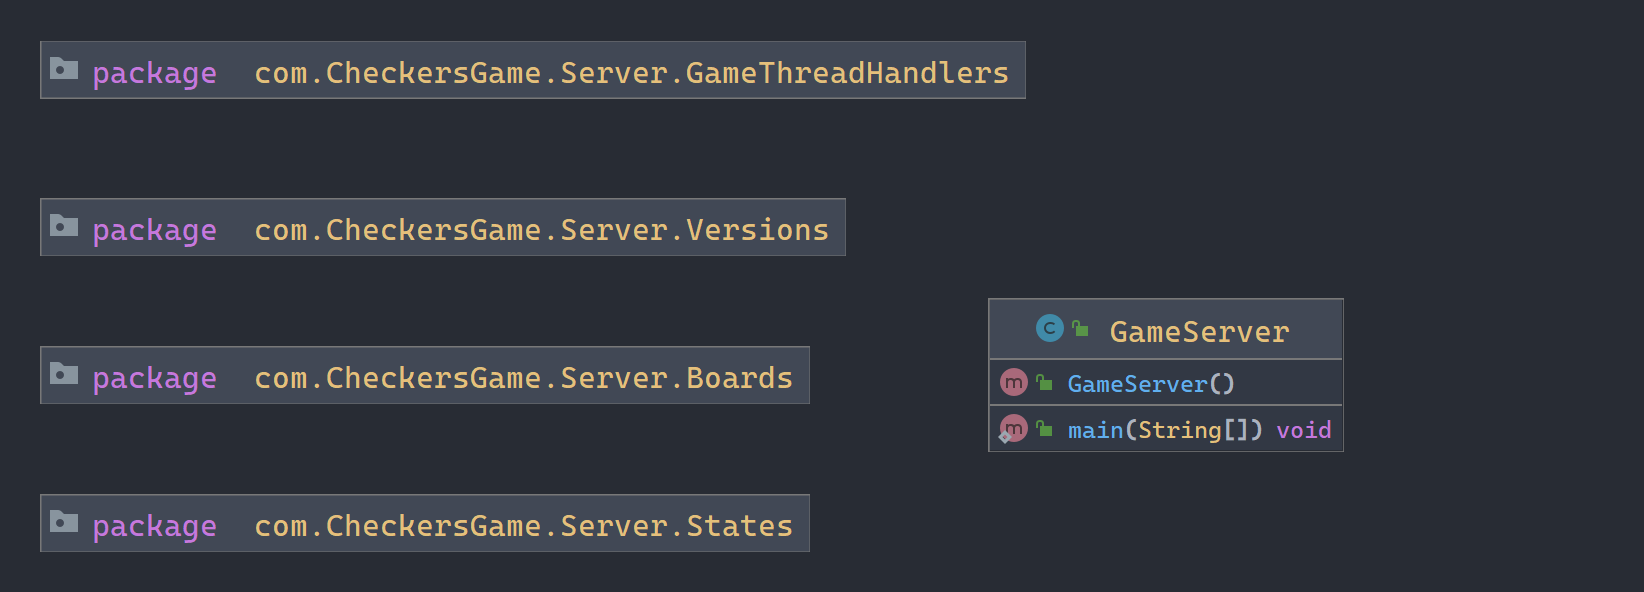 package com.CheckersGame.Server.GameThreadHandlers
package com.CheckersGame.Server.Versions
package com.CheckersGame.Server.Boards
package com.CheckersGame.Server.States
C GameServer
m GameServer()
m main(String[]) void